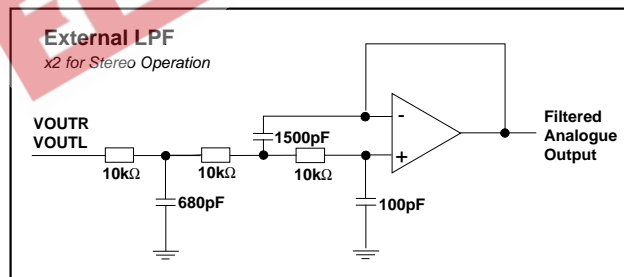 External LPF
x2 for Stereo Operation
VOUTR
VOUTL
10kΩ
10kΩ
10kΩ
1500pF
680pF
100pF
-
+
Filtered
Analogue
Output